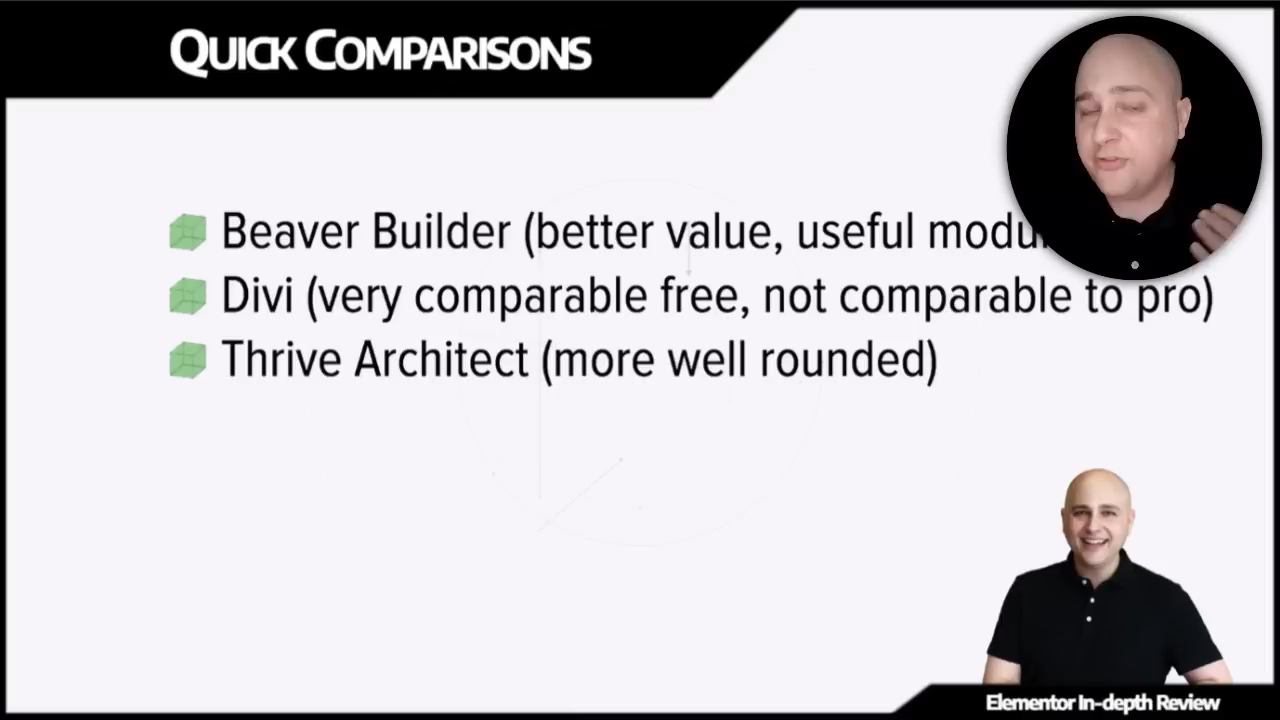 Quick Comparisons
Beaver Builder (better value, useful
Divi (very comparable free, not comparable to pro)
Thrive Architect (more well rounded)
Elementor In-depth Review